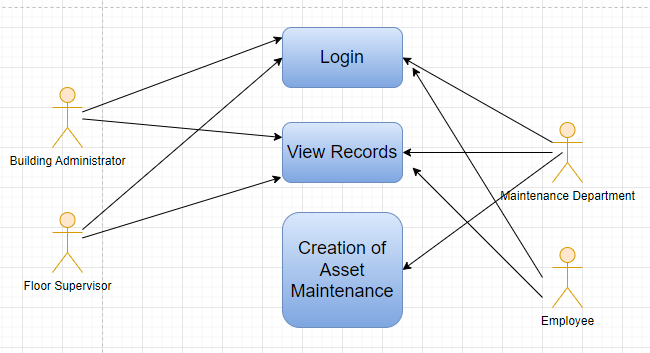 Login
Building Administrator
View Records
Maintenance Department
Creation of
Asset
Maintenance
Floor Supervisor
Employee